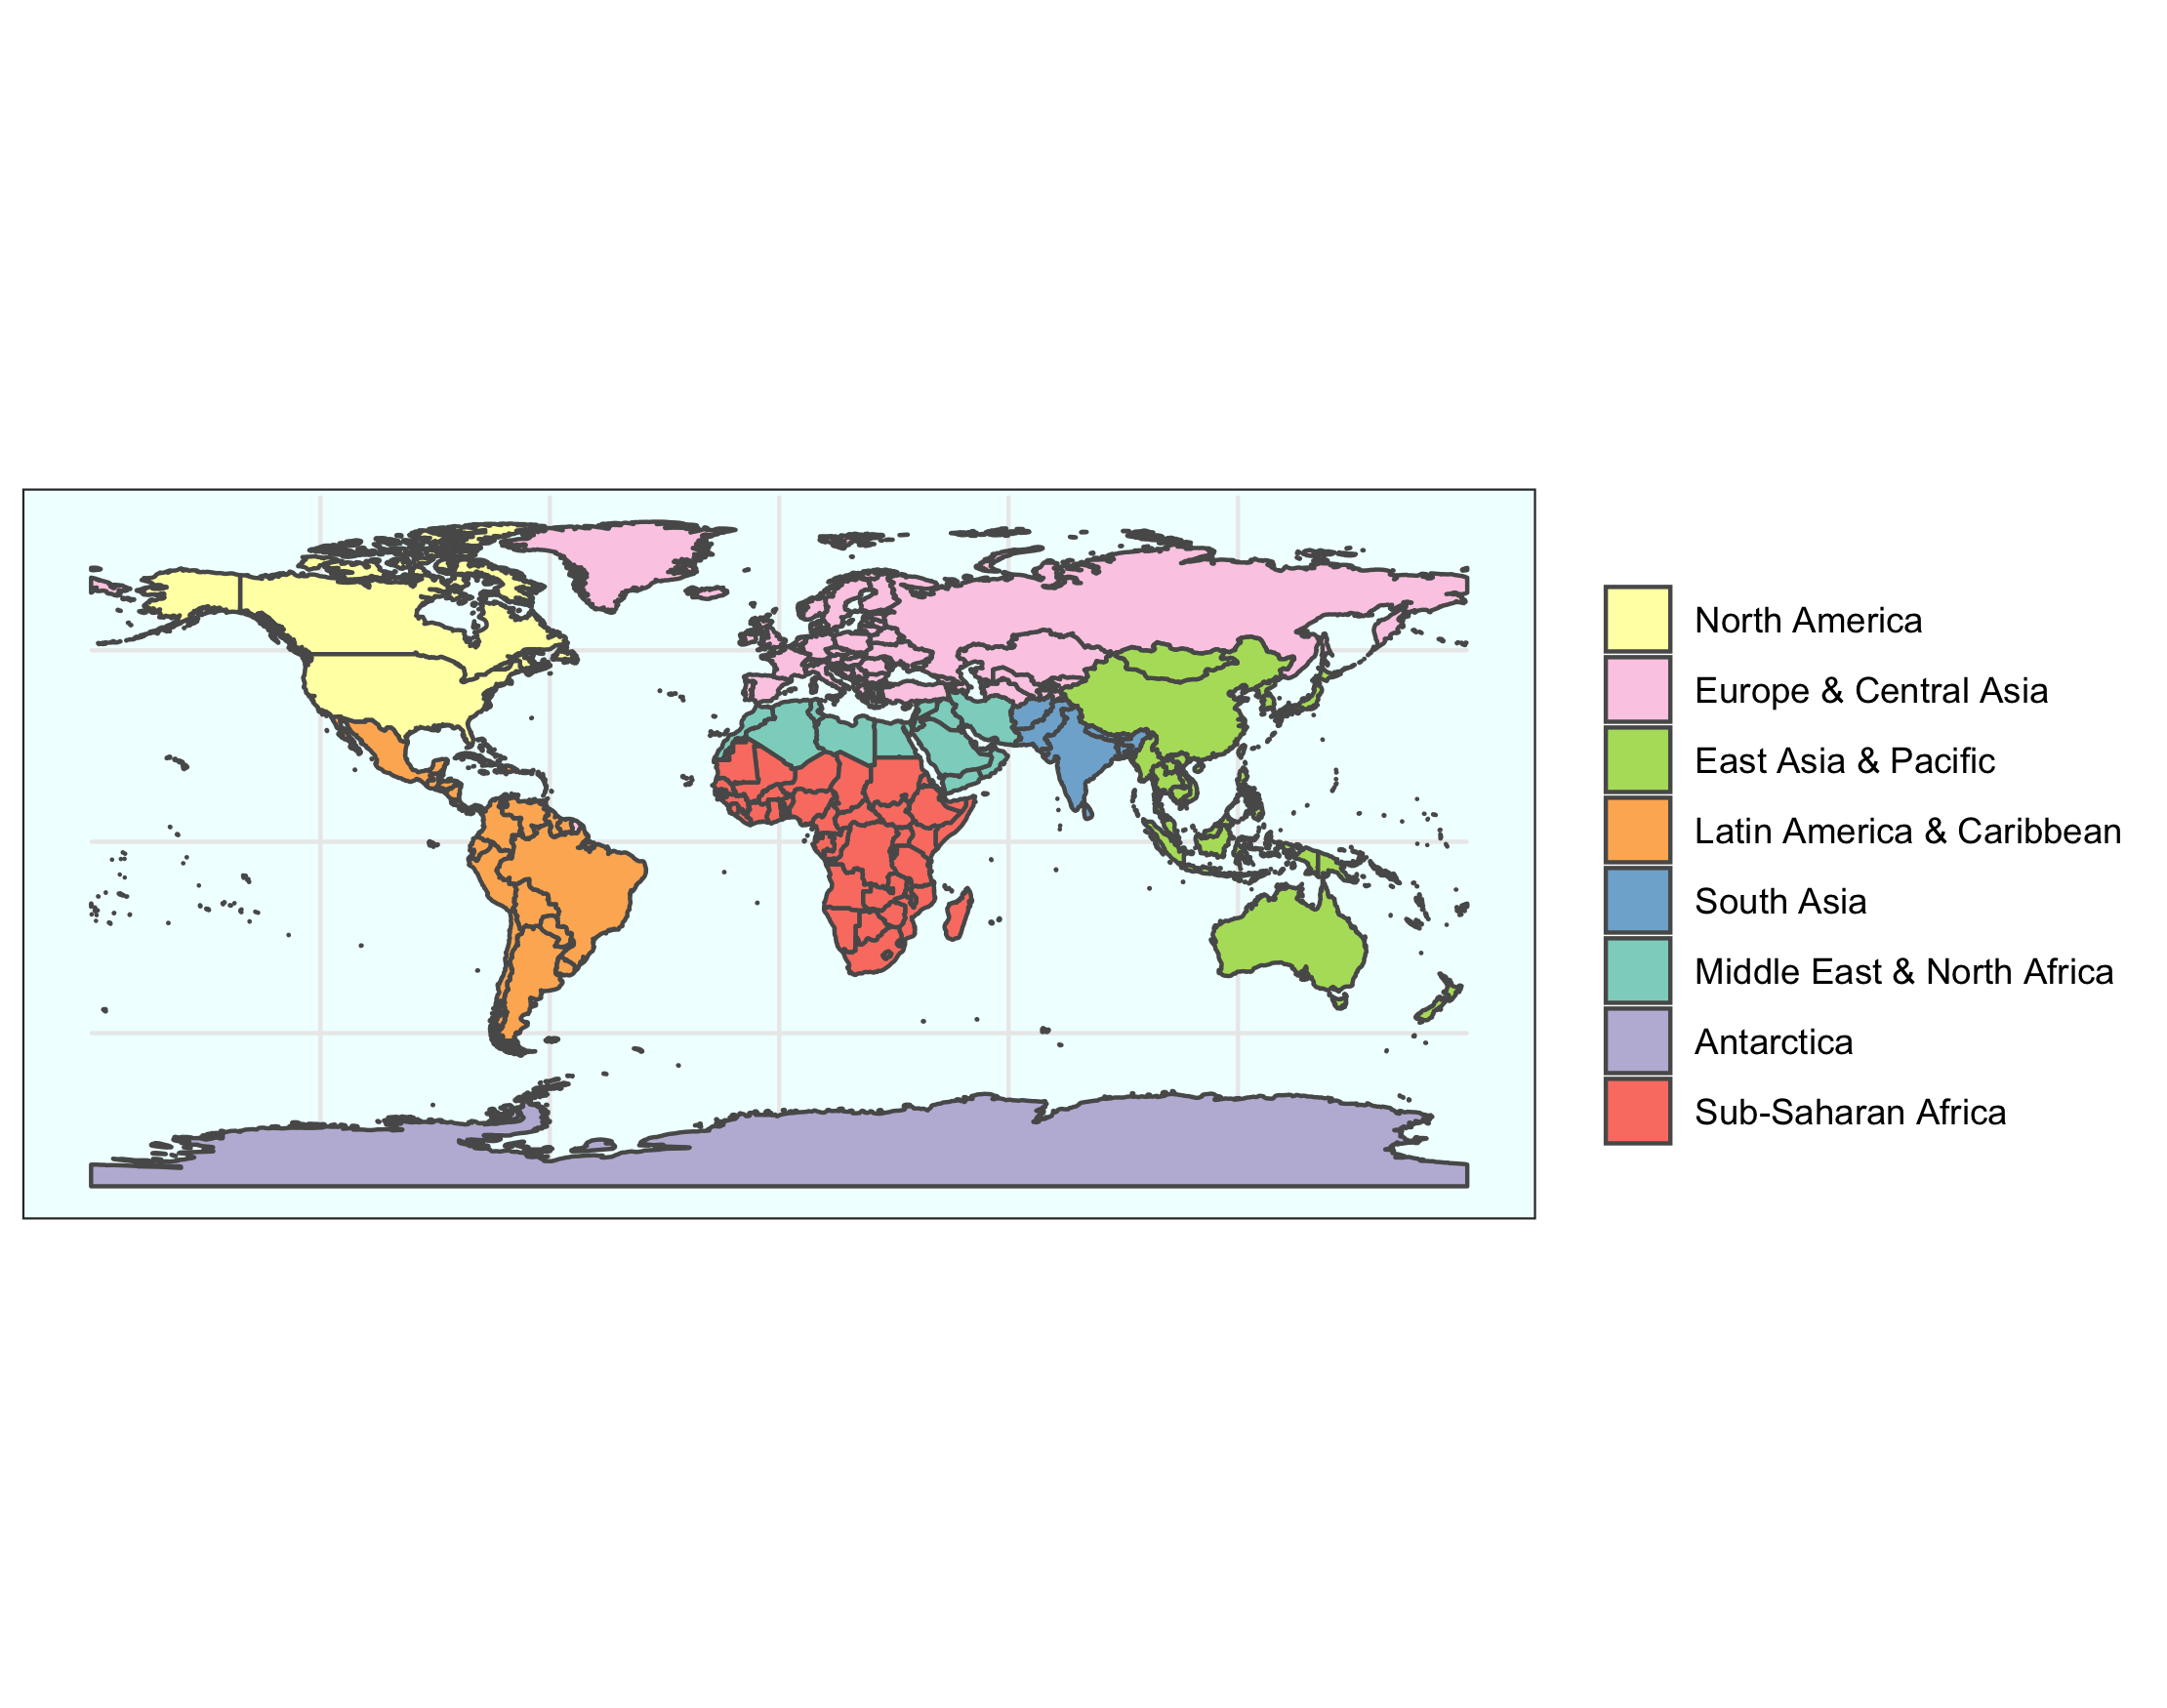 North America
Europe & Central Asia
East Asia & Pacific
Latin America & Caribbean
South Asia
Middle East & North Africa
Antarctica
Sub-Saharan Africa